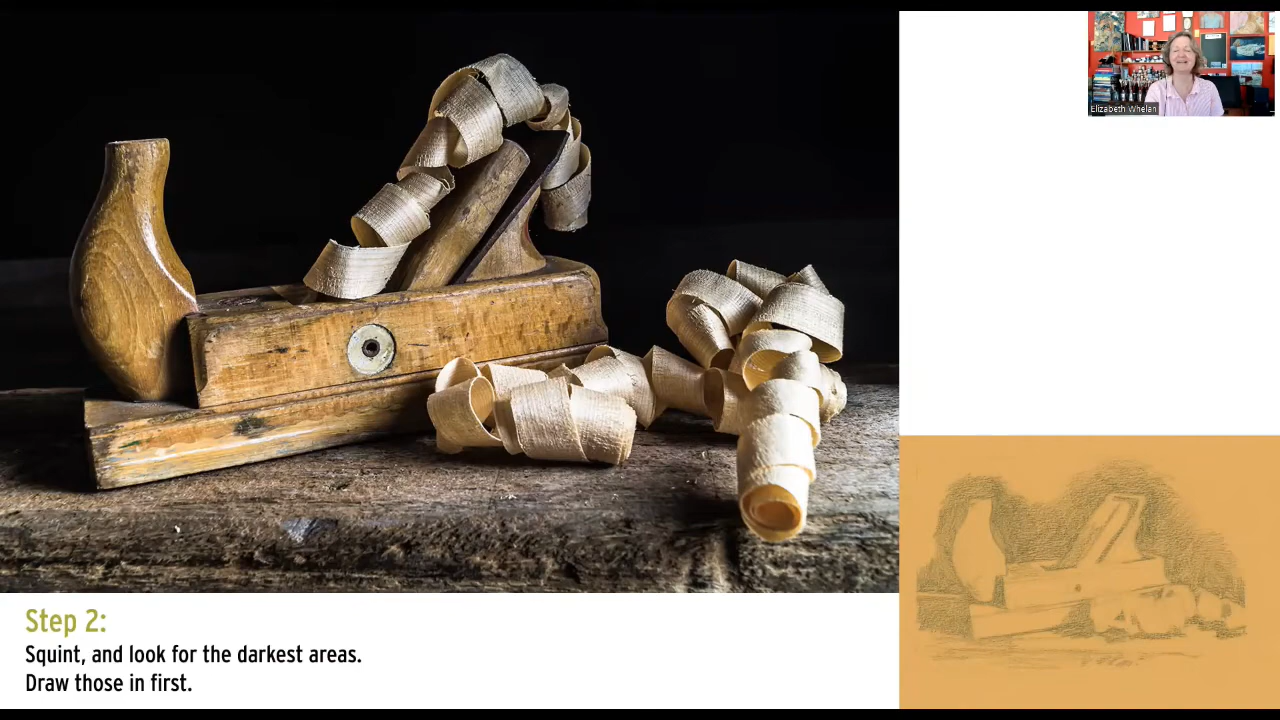 Elizabeth Whelan
Step 2:
Squint, and look for the darkest areas.
Draw those in first.